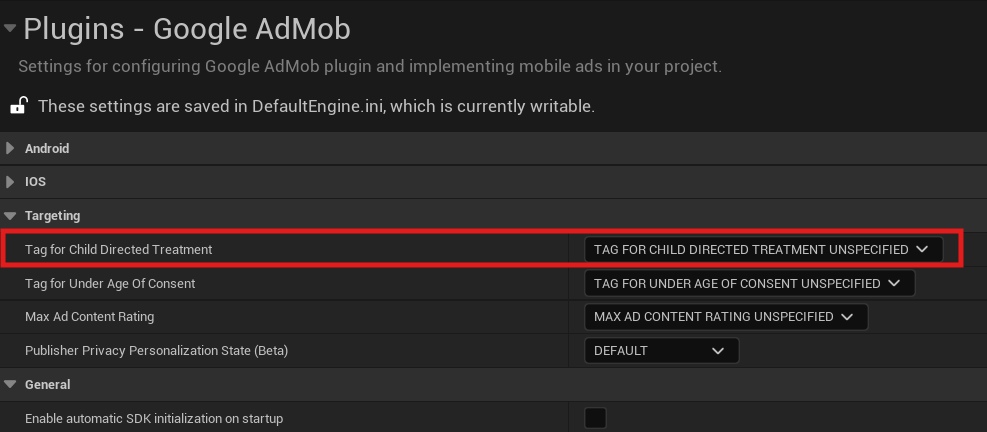 Plugins - Google AdMob
Settings for configuring Google AdMob plugin and implementing mobile ads in your project.
These settings are saved in DefaultEngine.ini, which is currently writable.
Android
IOS
Targeting
Tag for Child Directed Treatment TAG FOR CHILD DIRECTED TREATMENT UNSPECIFIED
Tag for Under Age Of Consent TAG FOR UNDER AGE OF CONSENT UNSPECIFIED
Max Ad Content Rating MAX AD CONTENT RATING UNSPECIFIED
Publisher Privacy Personalization State (Beta) DEFAULT
General
Enable automatic SDK initialization on startup